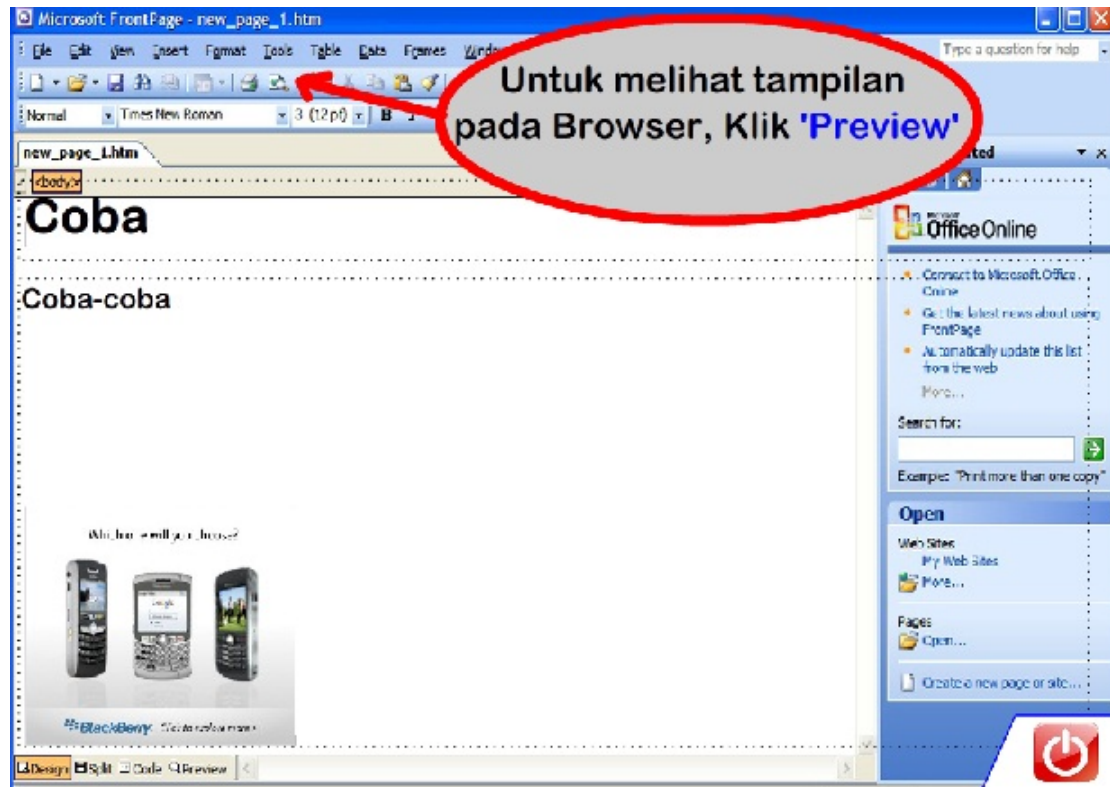 Microsoft FrontPage - new_page_1.htm
File Edit View Insert Format Tools Table Data Frames Window
Type a question for help
Untuk melihat tampilan
pada Browser, Klik 'Preview'
Normal Times New Roman 3 (12 pt) B
new_page_1.htm
<body>
Coba
Coba-coba
BlackBerry
Design Split Code Preview
Microsoft
Office Online
Connect to Microsoft Office
Online
Get the latest news about using
FrontPage
Automatically update this list
from the web
More...
Search for:
Example: "Print more than one copy"
Open
Web Sites
My Web Sites
More...
Pages
Open...
Create a new page or site...